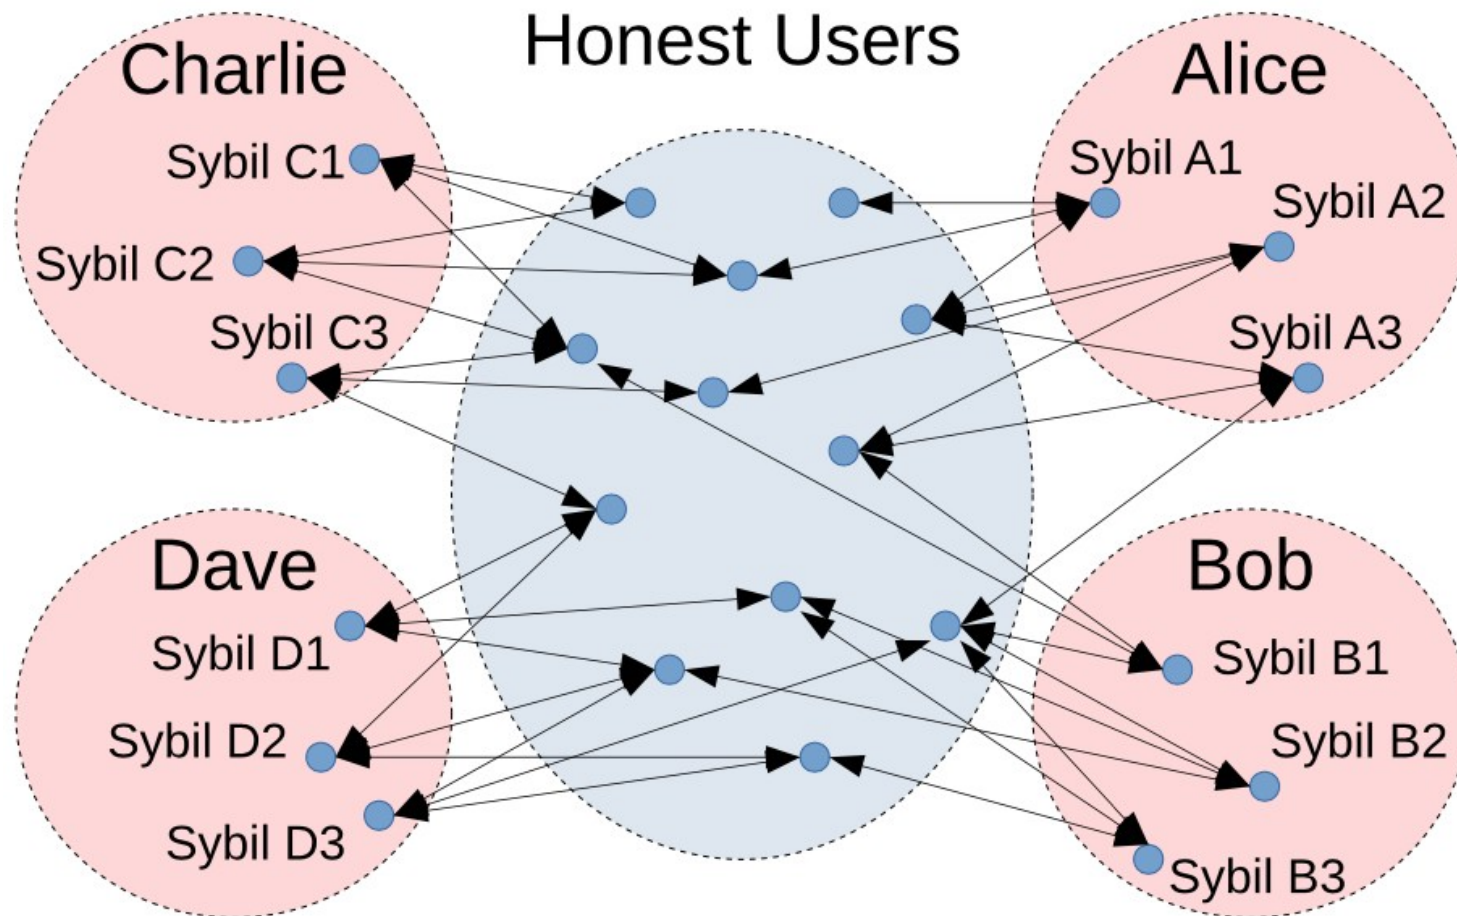 Honest Users
Charlie
Sybil C1
Sybil C2
Sybil C3
Alice
Sybil A1
Sybil A2
Sybil A3
Dave
Sybil D1
Sybil D2
Sybil D3
Bob
Sybil B1
Sybil B2
Sybil B3